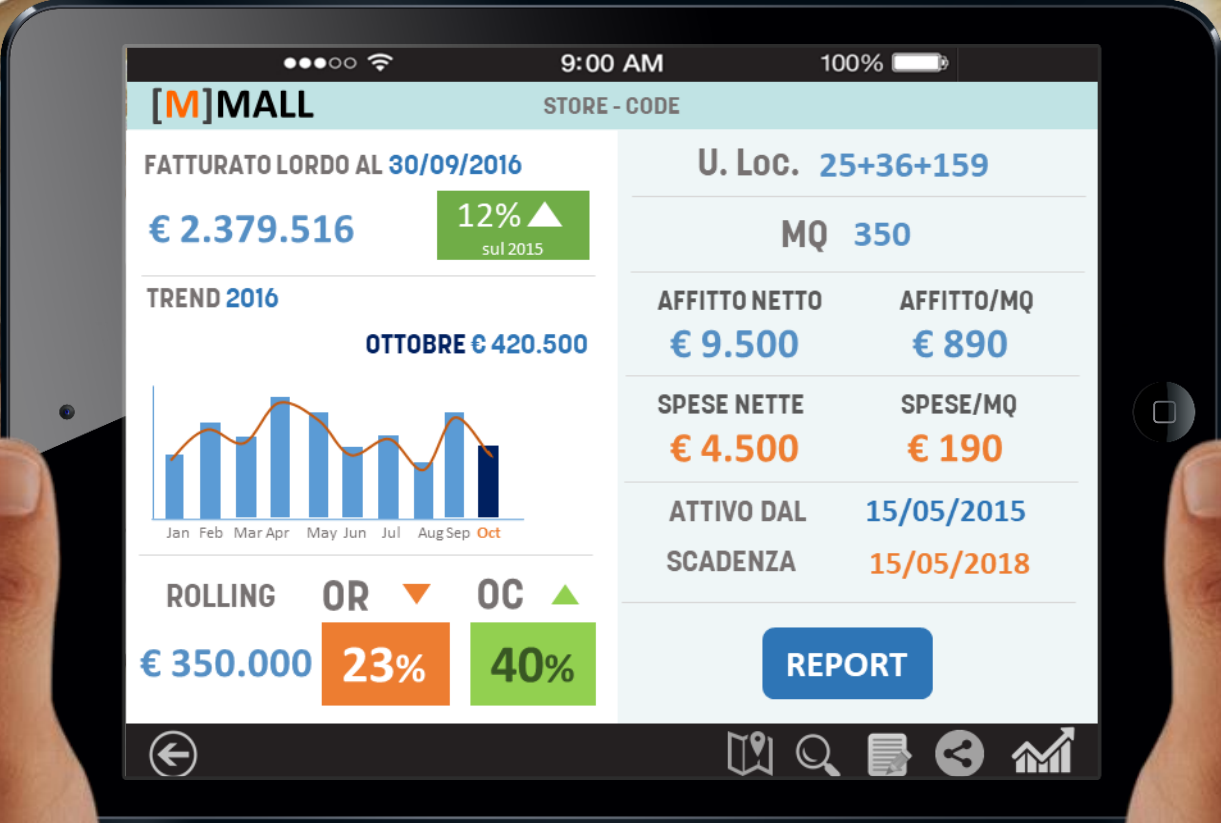 9:00 AM
100%
[M]MALL
STORE - CODE
FATTURATO LORDO AL 30/09/2016
€ 2.379.516
12%
sul 2015
TREND 2016
OTTOBRE € 420.500
Jan Feb Mar Apr May Jun Jul Aug Sep Oct
ROLLING OR OC
€ 350.000 23% 40%
U. Loc. 25+36+159
MQ 350
AFFITTO NETTO AFFITTO/MQ
€ 9.500 € 890
SPESE NETTE SPESE/MQ
€ 4.500 € 190
ATTIVO DAL 15/05/2015
SCADENZA 15/05/2018
REPORT